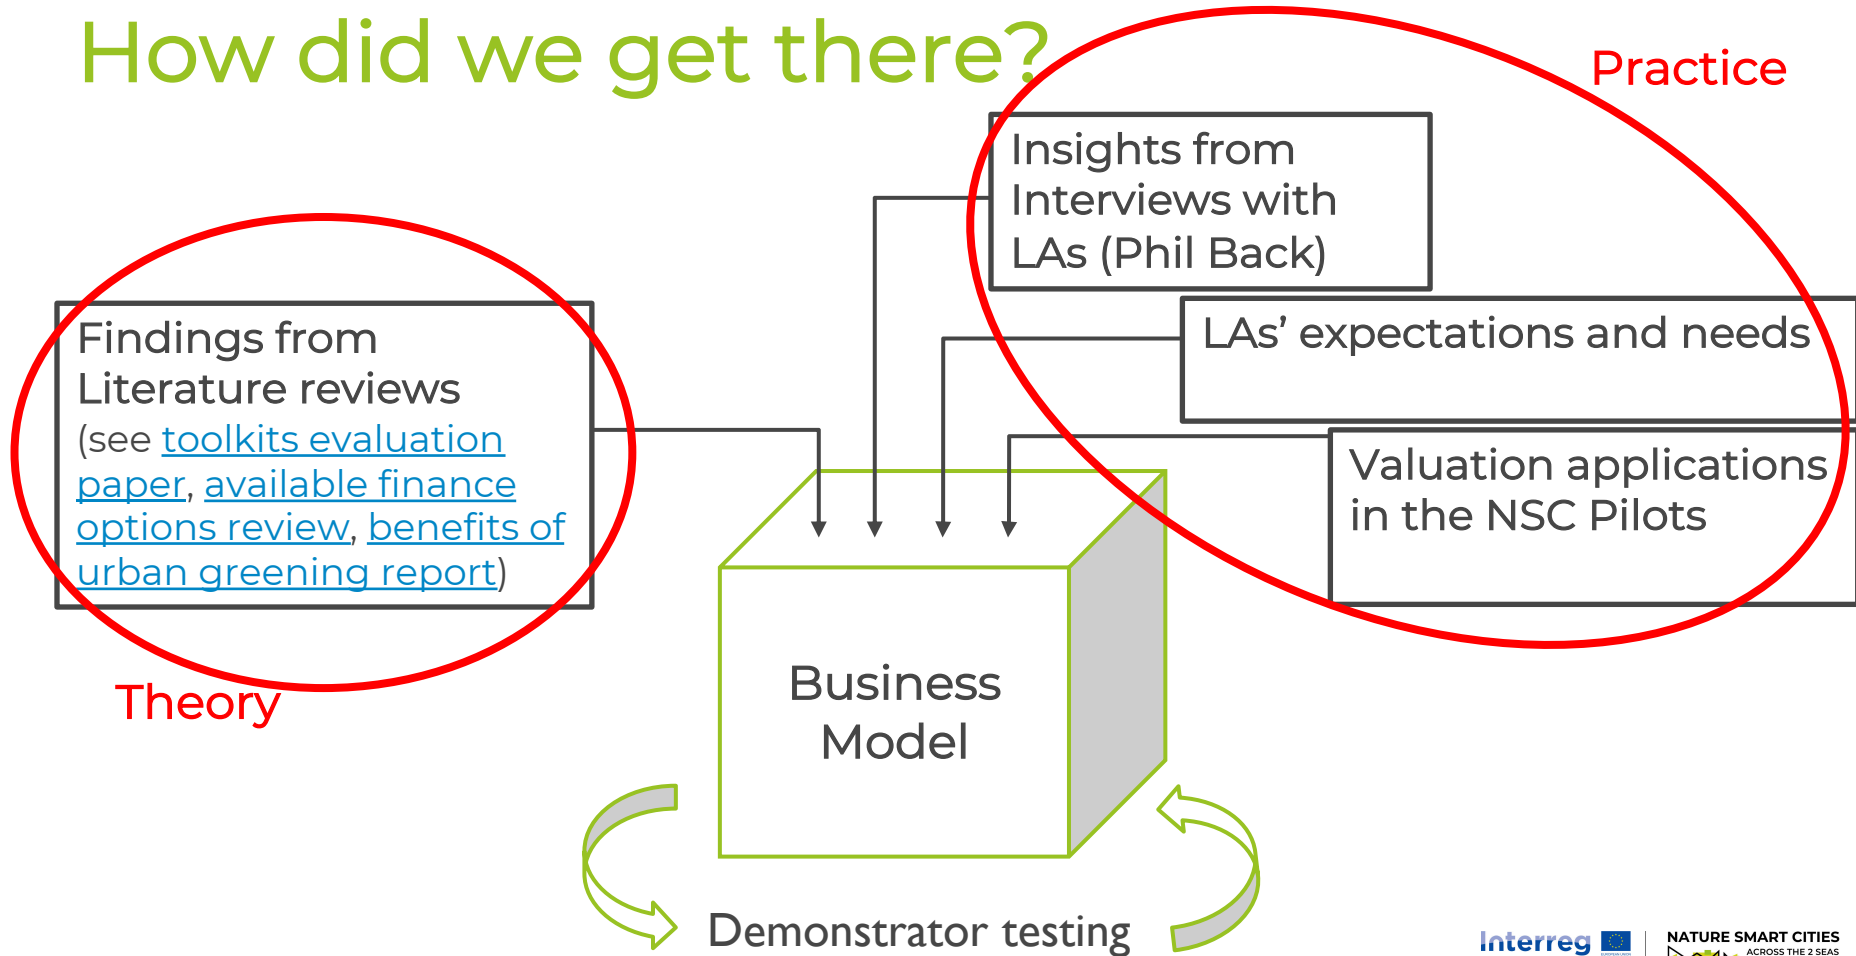 How did we get there?
Practice
Insights from
Interviews with
LAs (Phil Back)
LAs’ expectations and needs
Valuation applications
in the NSC Pilots
Findings from
Literature reviews
(see toolkits evaluation
paper, available finance
options review, benefits of
urban greening report)
Theory
Business
Model
Demonstrator testing
Interreg
EUROPEAN UNION
NATURE SMART CITIES
ACROSS THE 2 SEAS